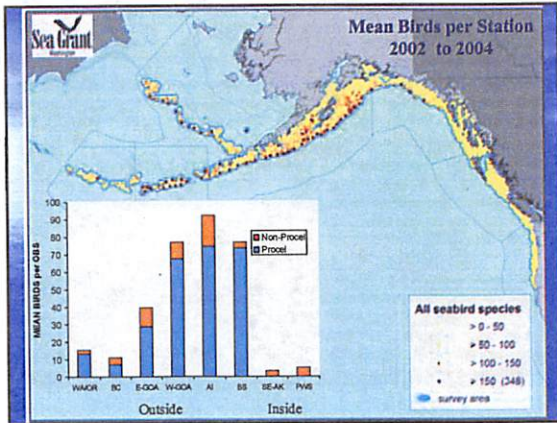 Sea Grant
Washington
Mean Birds per Station
2002 to 2004
MEAN BIRDS per OBS
100
90
80
70
60
50
40
30
20
10
0
Non-Procel
Procel
WA/OR BC E-GOA W-GOA AI BS SE-AK PWS
Outside Inside
All seabird species
> 0 - 50
> 50 - 100
> 100 - 150
> 150 (348)
survey area